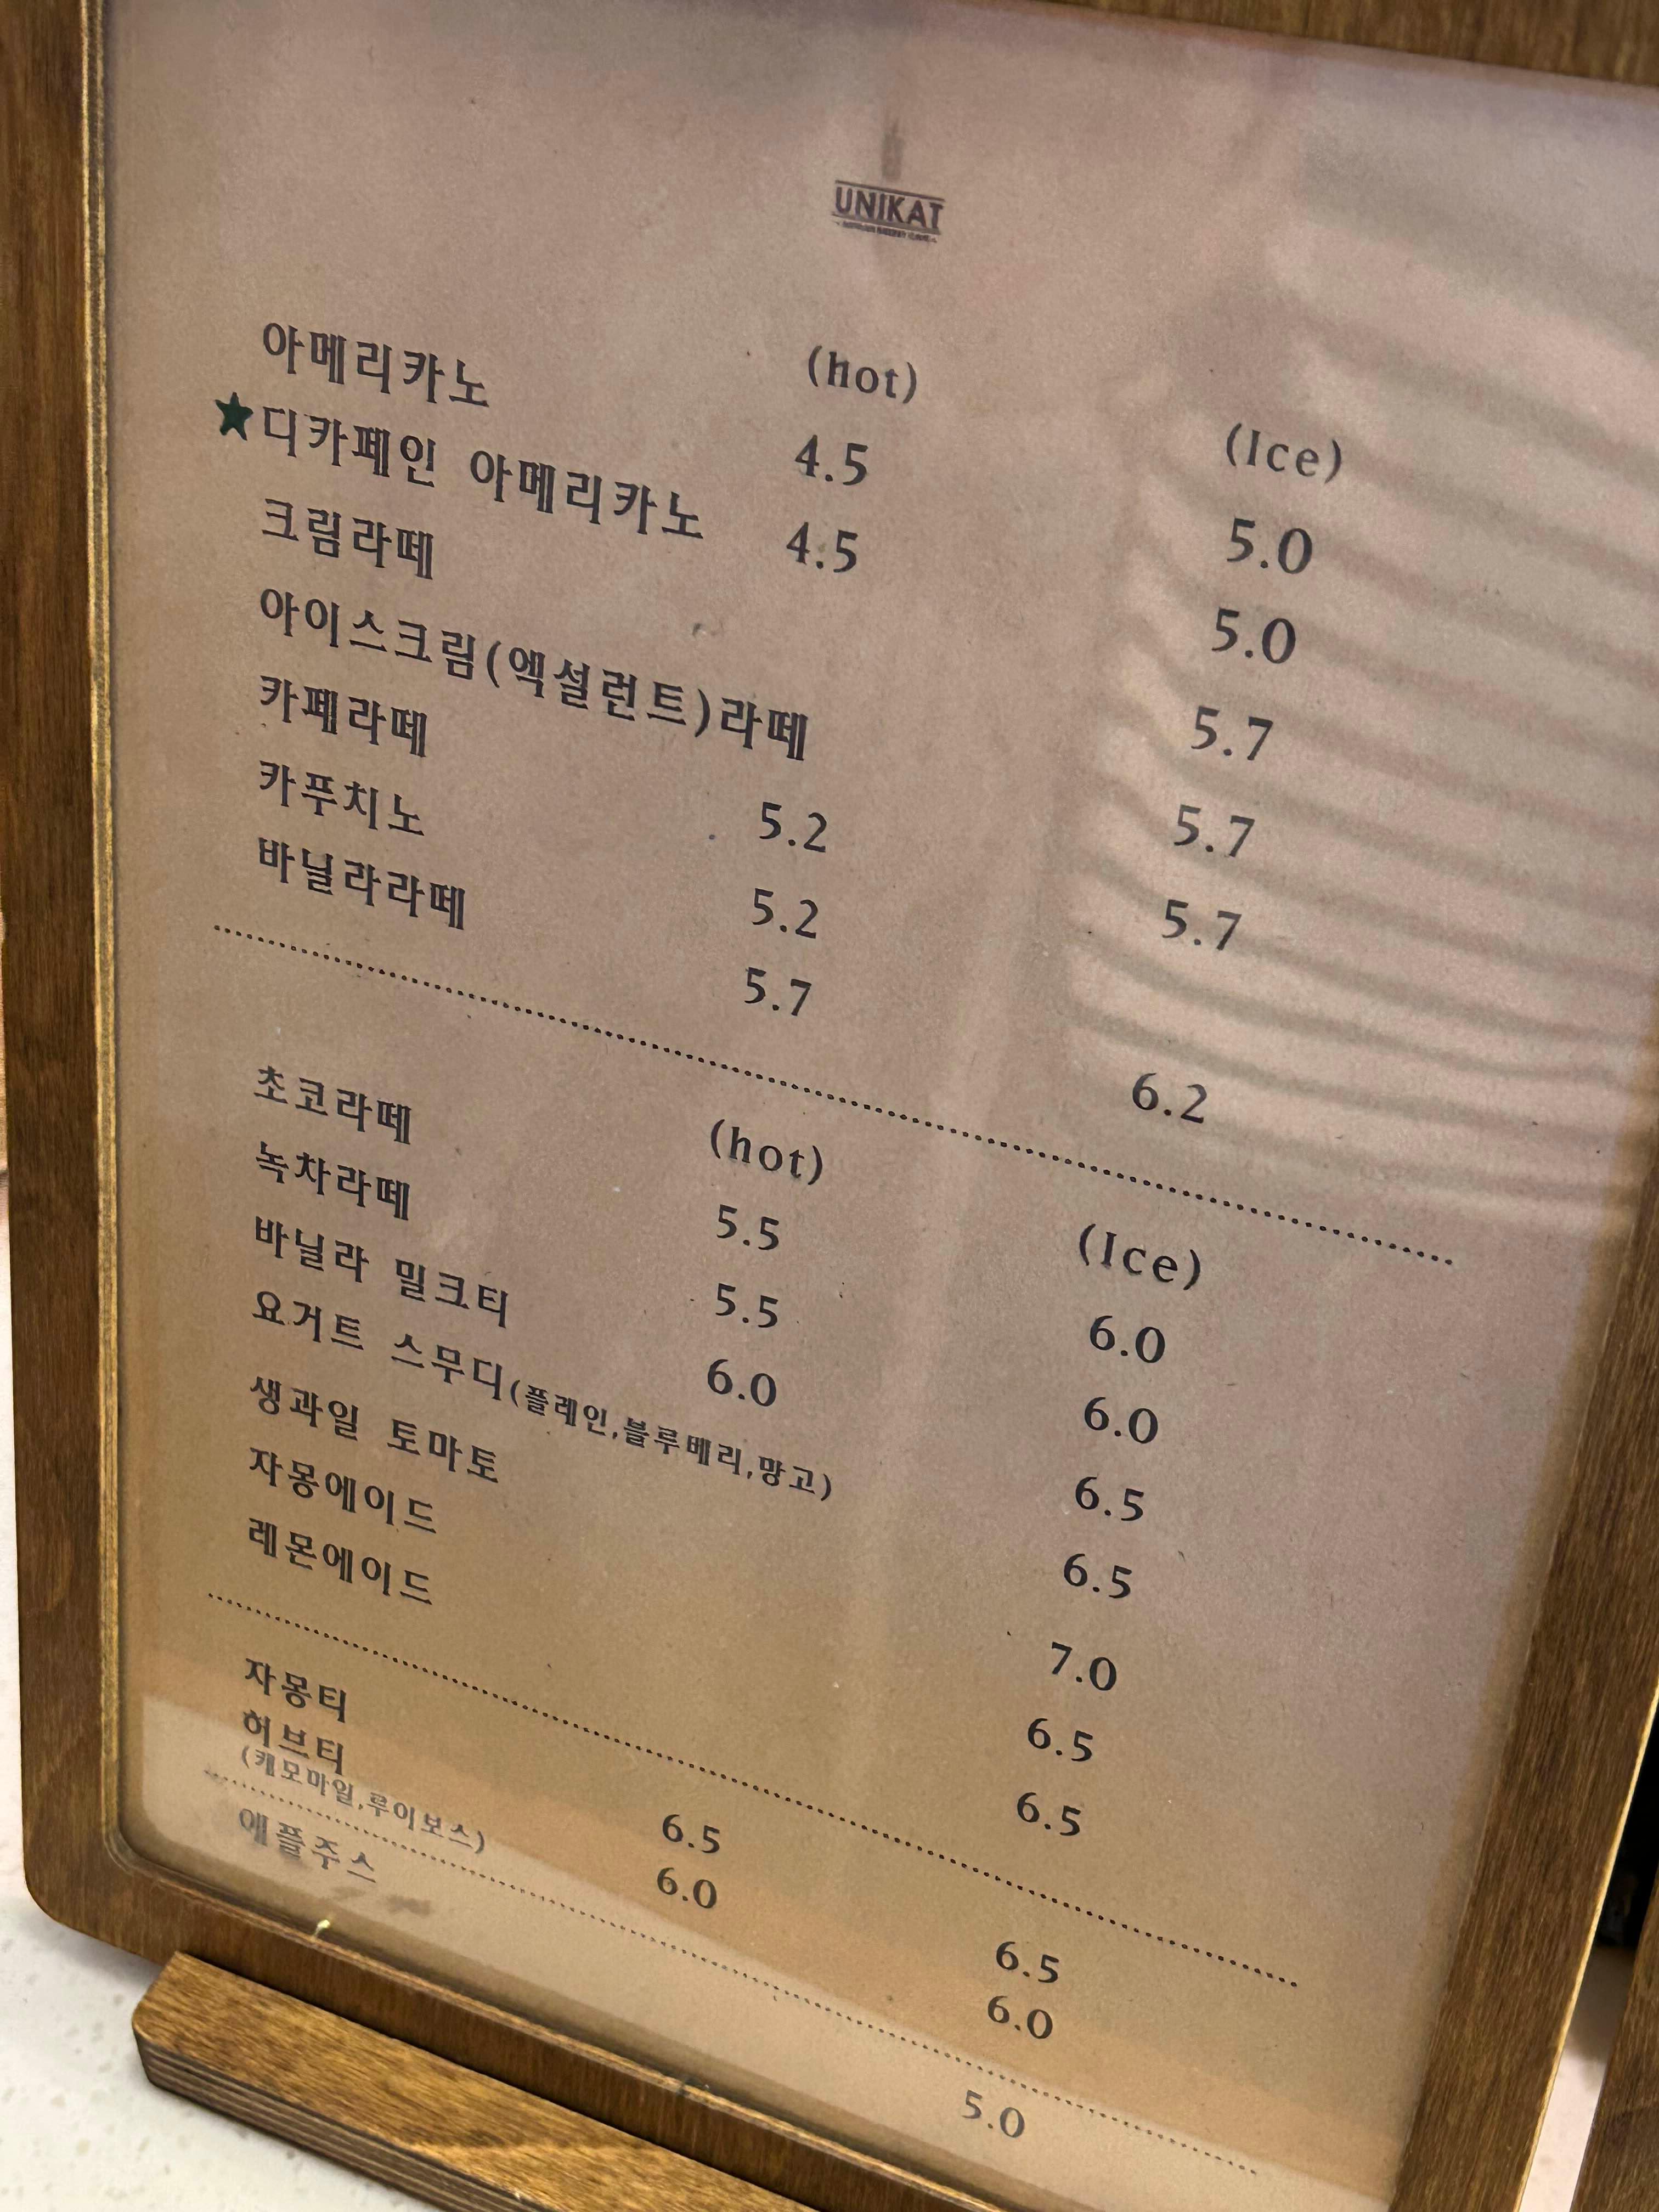 UNIKAT
(hot) (Ice)
아메리카노 4.5 5.0
★디카페인 아메리카노 4.5 5.0
크림라떼 5.7
아이스크림(엑설런트)라떼 5.7
카페라떼 5.2 5.7
카푸치노 5.2
바닐라라떼 5.7 6.2
(hot) (Ice)
초코라떼 5.5 6.0
녹차라떼 5.5 6.0
바닐라 밀크티 6.0 6.5
요거트 스무디(플레인,블루베리,망고) 6.5
생과일 토마토 7.0
자몽에이드 6.5
레몬에이드 6.5
자몽티 6.5 6.5
허브티 6.0 6.0
(캐모마일,루이보스)
애플주스 5.0